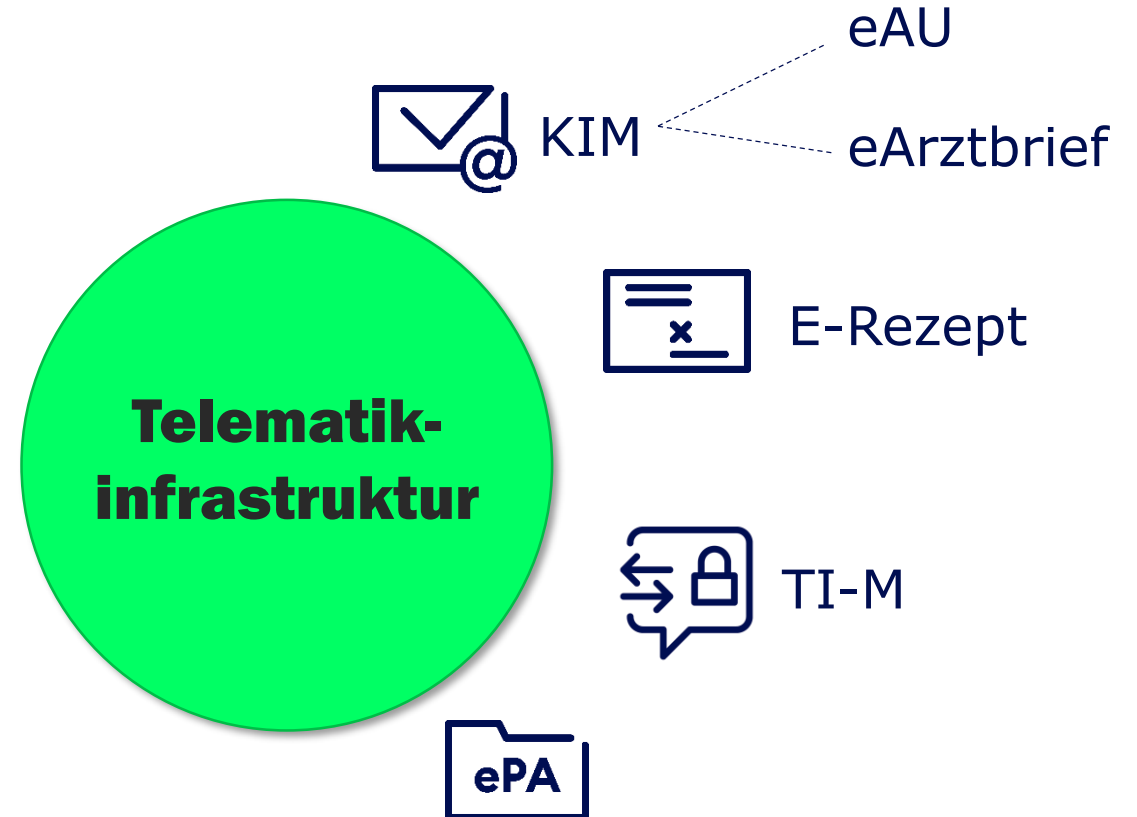 eAU
KIM
eArztbrief
E-Rezept
Telematik-
infrastruktur
TI-M
ePA